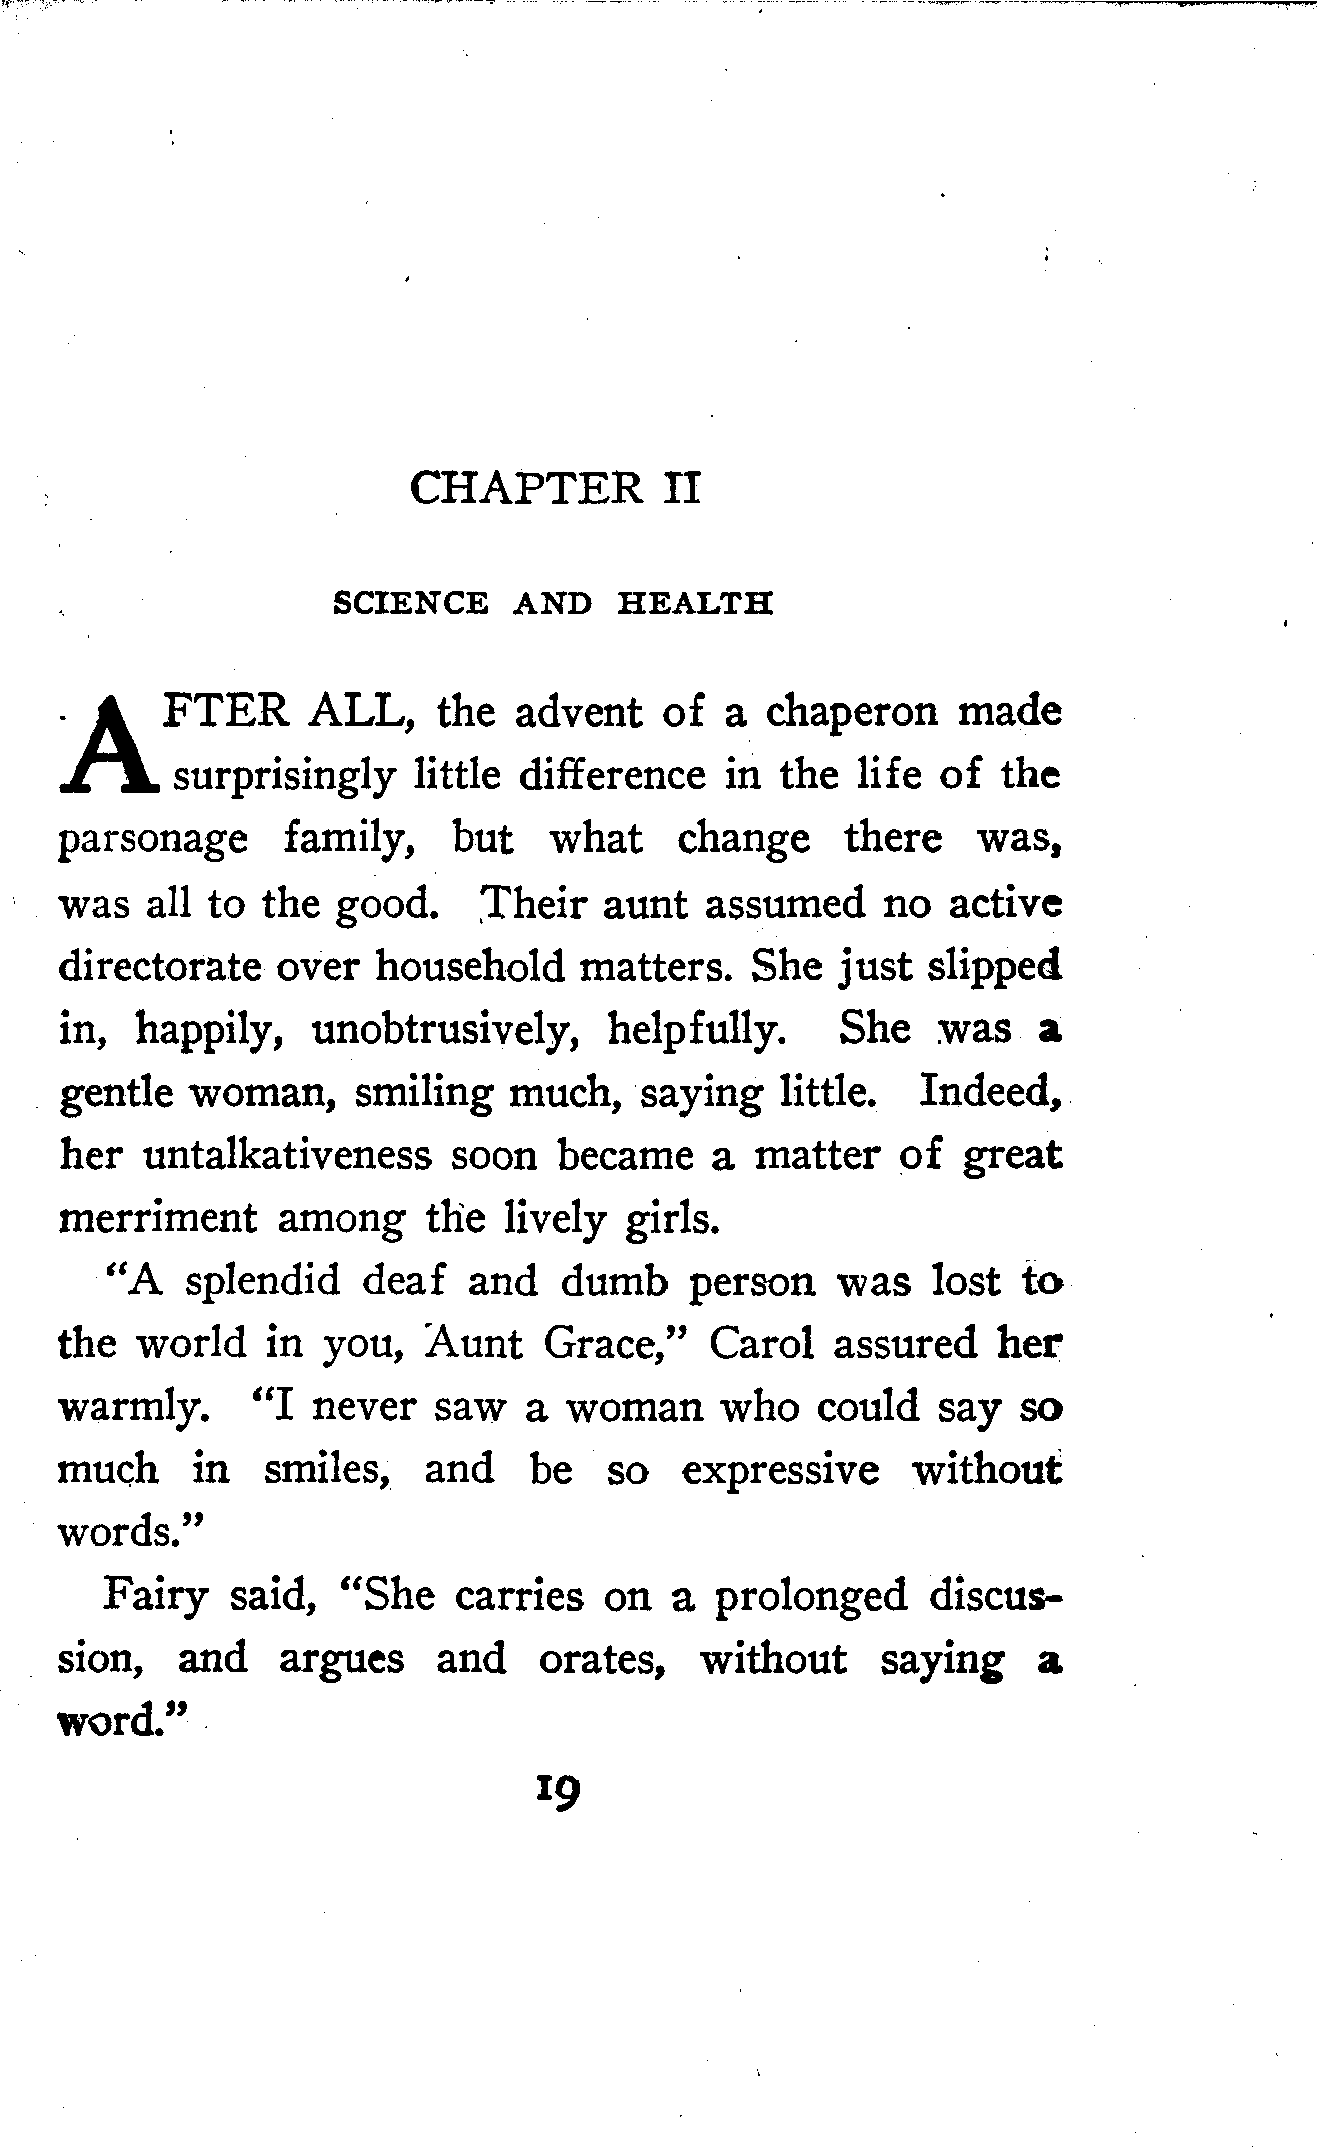 CHAPTER II
SCIENCE AND HEALTH
AFTER ALL, the advent of a chaperon made
surprisingly little difference in the life of the
parsonage family, but what change there was,
was all to the good. Their aunt assumed no active
directorate over household matters. She just slipped
in, happily, unobtrusively, helpfully. She was a
gentle woman, smiling much, saying little. Indeed,
her untalkativeness soon became a matter of great
merriment among the lively girls.
"A splendid deaf and dumb person was lost to
the world in you, Aunt Grace," Carol assured her
warmly. "I never saw a woman who could say so
much in smiles, and be so expressive without
words."
Fairy said, "She carries on a prolonged discus-
sion, and argues and orates, without saying a
word."
19